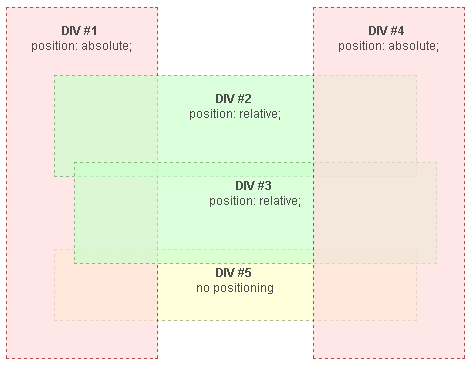 DIV #1
position: absolute;
DIV #4
position: absolute;
DIV #2
position: relative;
DIV #3
position: relative;
DIV #5
no positioning